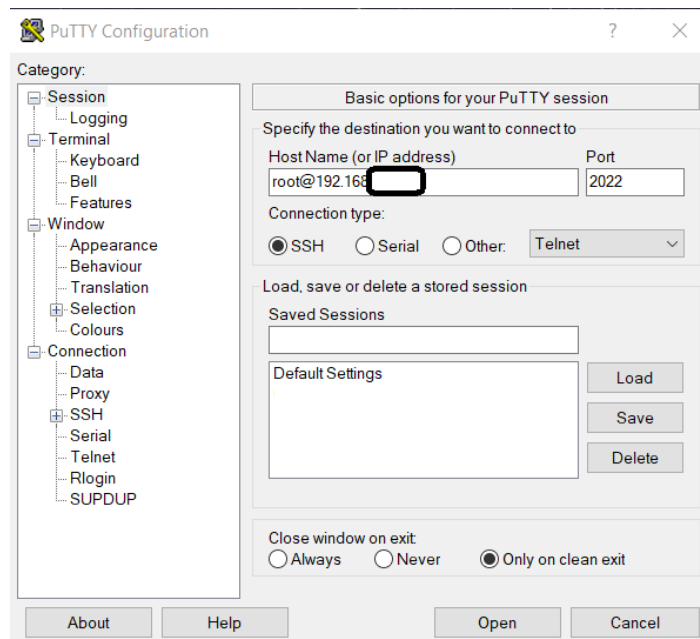 PuTTY Configuration
?
Category:
Session
Logging
Terminal
Keyboard
Bell
Features
Window
Appearance
Behaviour
Translation
Selection
Colours
Connection
Data
Proxy
SSH
Serial
Telnet
Rlogin
SUPDUP
Basic options for your PuTTY session
Specify the destination you want to connect to
Host Name (or IP address) Port
root@192.168 2022
Connection type:
SSH Serial Other: Telnet
Load, save or delete a stored session
Saved Sessions
Default Settings
Load
Save
Delete
Close window on exit:
Always Never Only on clean exit
About Help Open Cancel